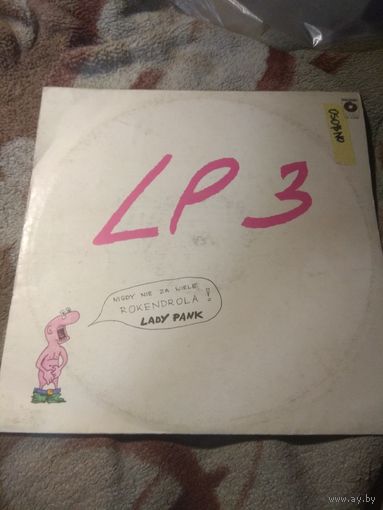 LP 3
NIGDY NIE ZA WIELE
ROKENDROLA !
LADY PANK
www.ay.by